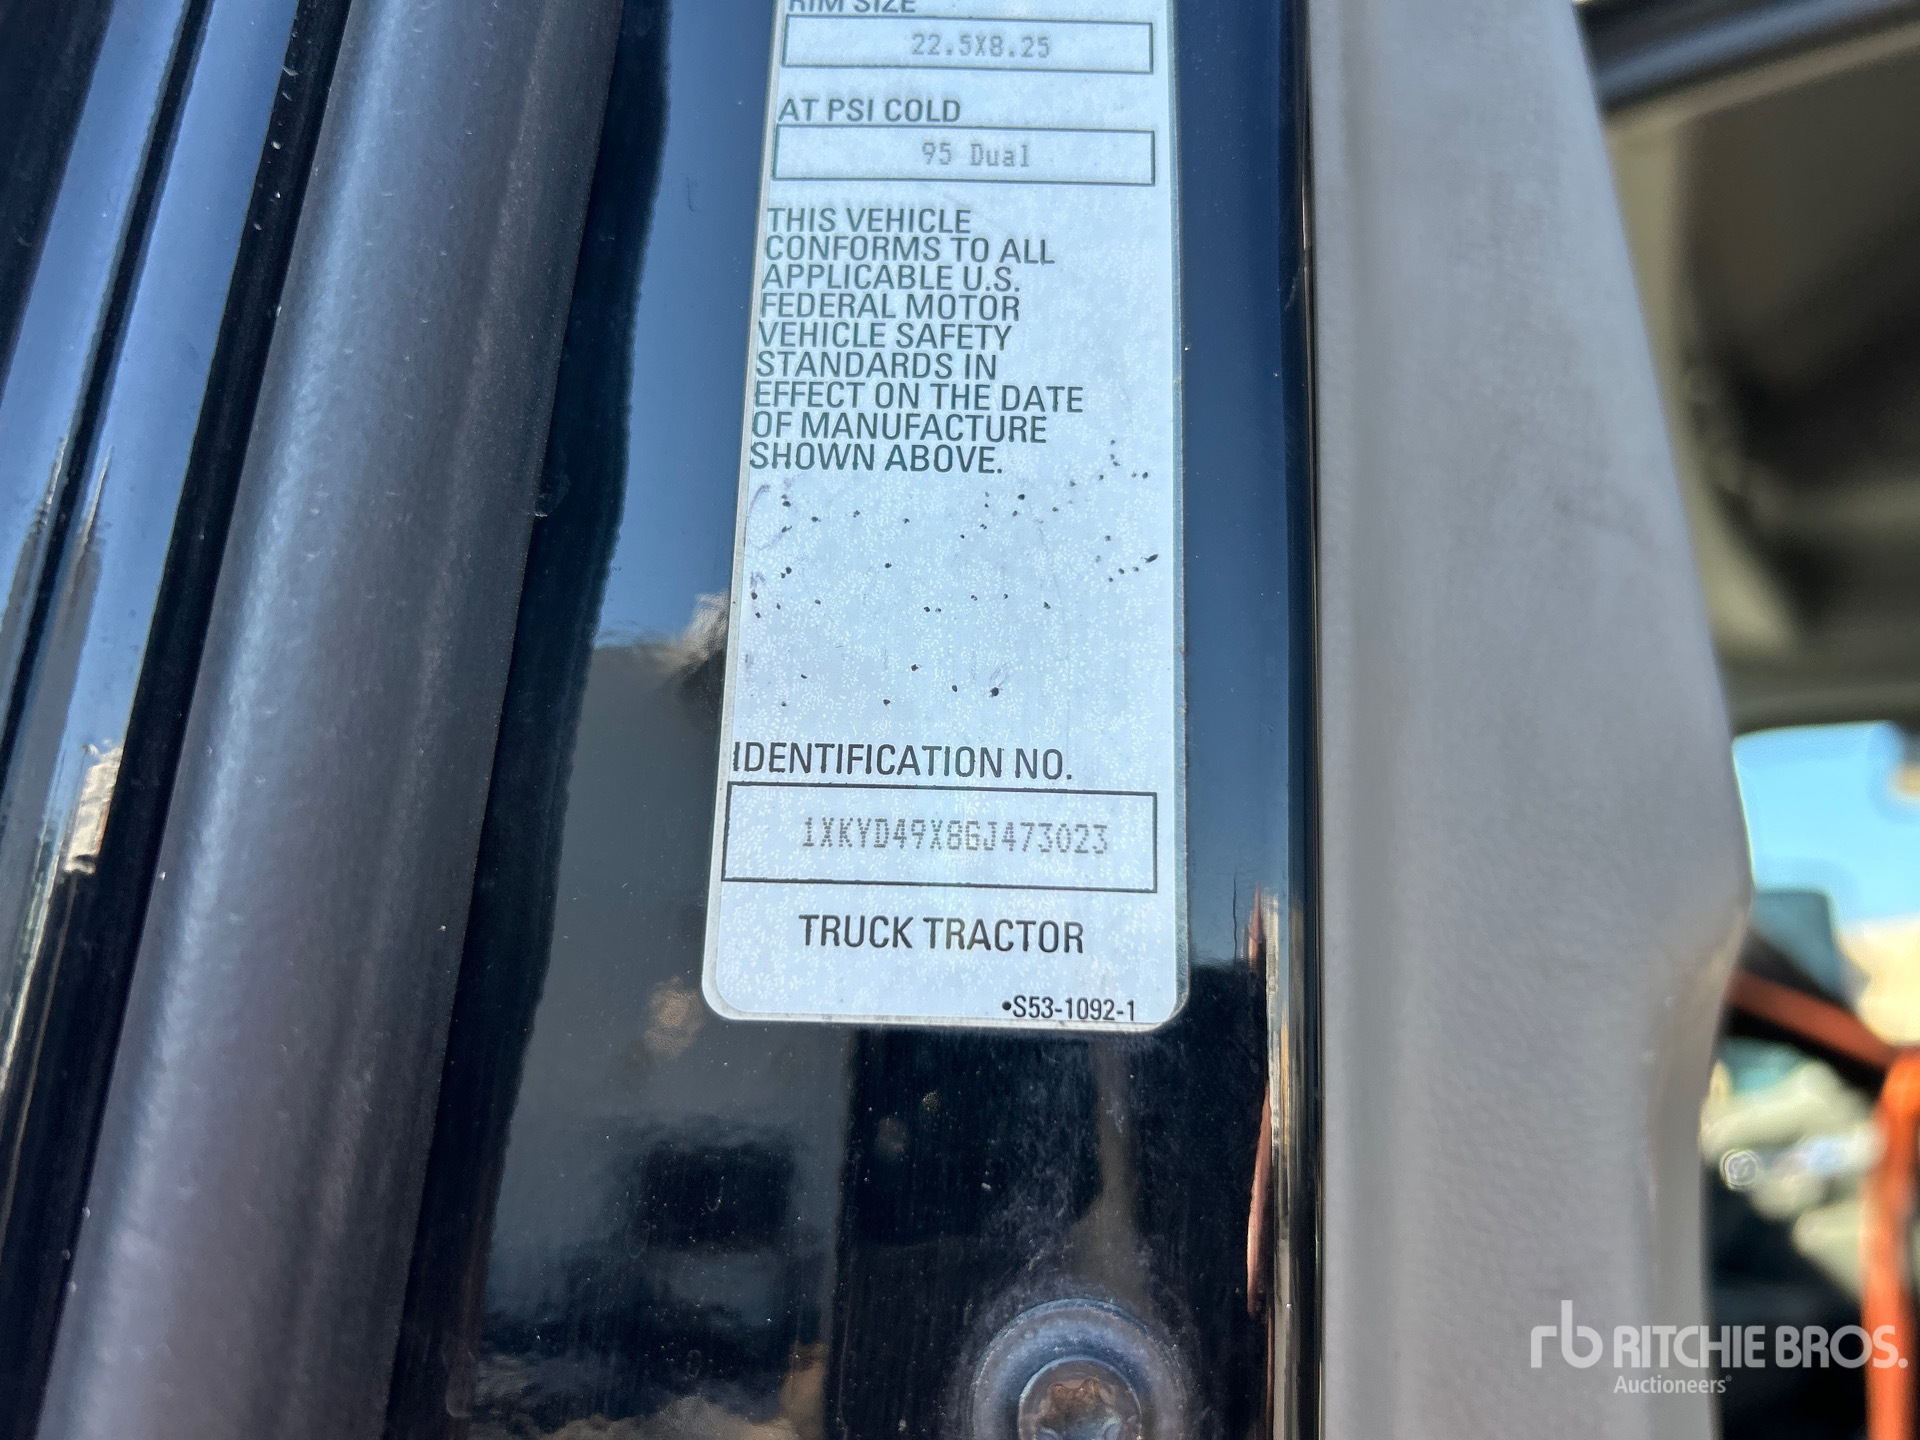 RIM SIZE
22.5X8.25
AT PSI COLD
95 Dual
THIS VEHICLE
CONFORMS TO ALL
APPLICABLE U.S.
FEDERAL MOTOR
VEHICLE SAFETY
STANDARDS IN
EFFECT ON THE DATE
OF MANUFACTURE
SHOWN ABOVE.
IDENTIFICATION NO.
1XKYD49X8GJ473023
TRUCK TRACTOR
•S53-1092-1
rb RITCHIE BROS.
Auctioneers